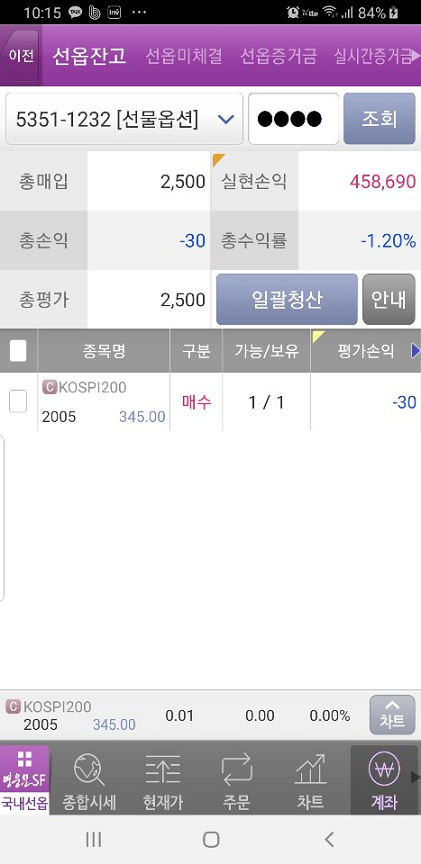 10:15 84%
이전 선옵잔고 선옵미체결 선옵증거금 실시간증거금
5351-1232 [선물옵션] ●●●● 조회
총매입 2,500 실현손익 458,690
총손익 -30 총수익률 -1.20%
총평가 2,500 일괄청산 안내
종목명 구분 가능/보유 평가손익
C KOSPI200
2005 345.00 매수 1 / 1 -30
C KOSPI200
2005 345.00 0.01 0.00 0.00% 차트
영웅문SF
국내선옵 종합시세 현재가 주문 차트 계좌